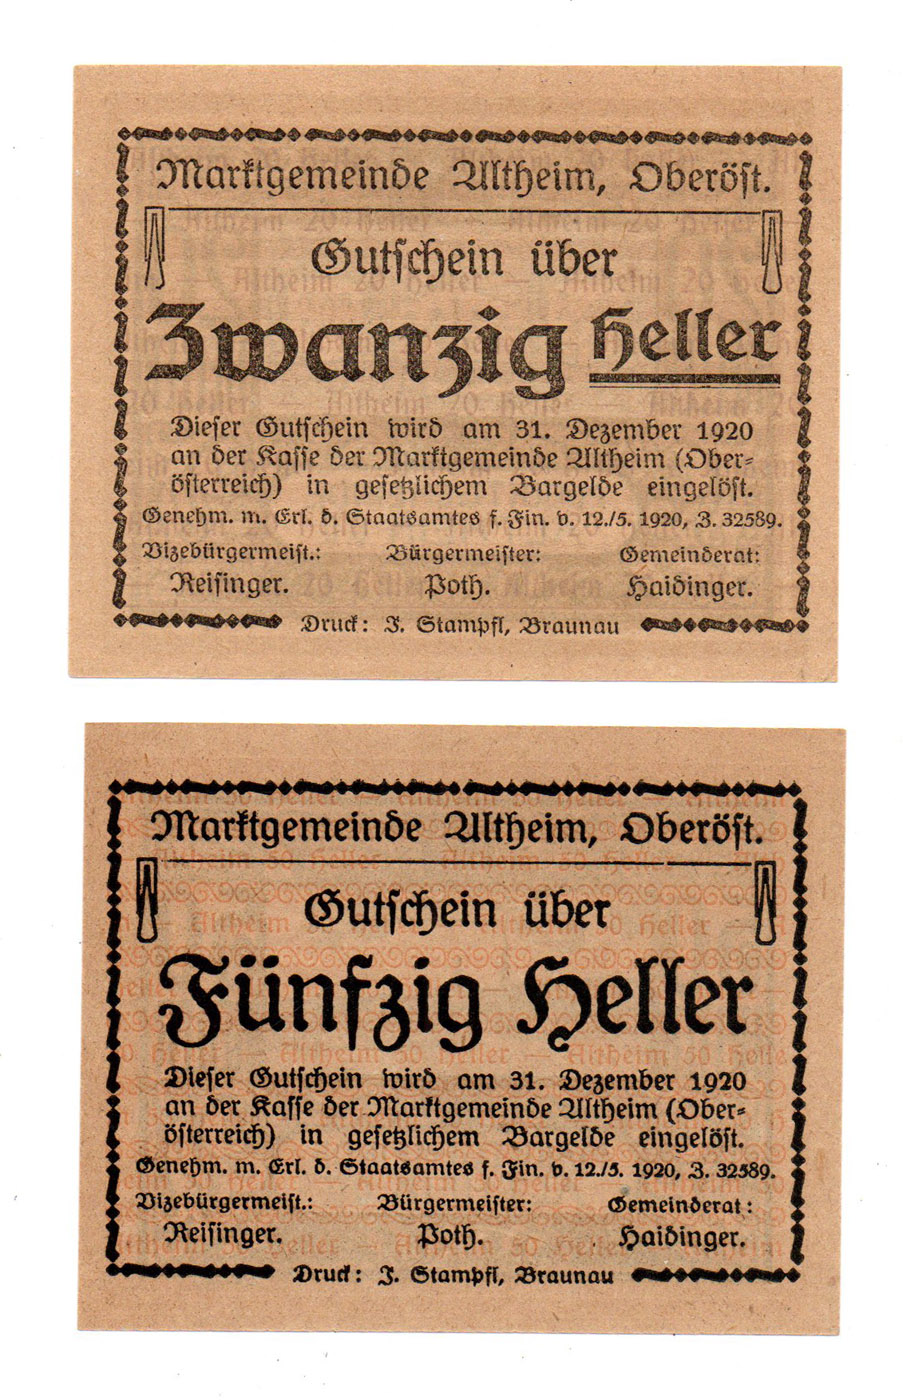 Marktgemeinde Altheim, Oberöst.
Gutschein über
Zwanzig Heller
Dieser Gutschein wird am 31. Dezember 1920
an der Kasse der Marktgemeinde Altheim (Ober-
österreich) in gesetzlichem Bargelde eingelöst.
Genehm. m. Erl. d. Staatsamtes f. Fin. v. 12./5. 1920, Z. 32589.
Vizebürgermeist.: Bürgermeister: Gemeinderat:
Reisinger. Poth. Haidinger.
Druck: J. Stampfl, Braunau
Marktgemeinde Altheim, Oberöst.
Gutschein über
Fünfzig Heller
Dieser Gutschein wird am 31. Dezember 1920
an der Kasse der Marktgemeinde Altheim (Ober-
österreich) in gesetzlichem Bargelde eingelöst.
Genehm. m. Erl. d. Staatsamtes f. Fin. v. 12./5. 1920, Z. 32589.
Vizebürgermeist.: Bürgermeister: Gemeinderat:
Reisinger. Poth. Haidinger.
Druck: J. Stampfl, Braunau